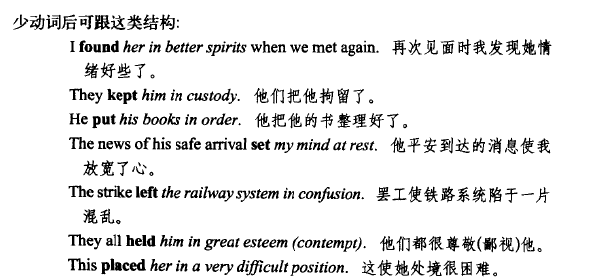 少动词后可跟这类结构:
I found her in better spirits when we met again. 再次见面时我发现她情
绪好些了。
They kept him in custody. 他们把他拘留了。
He put his books in order. 他把他的书整理好了。
The news of his safe arrival set my mind at rest. 他平安到达的消息使我
放宽了心。
The strike left the railway system in confusion. 罢工使铁路系统陷于一片
混乱。
They all held him in great esteem (contempt). 他们都很尊敬(鄙视)他。
This placed her in a very difficult position. 这使她处境很困难。